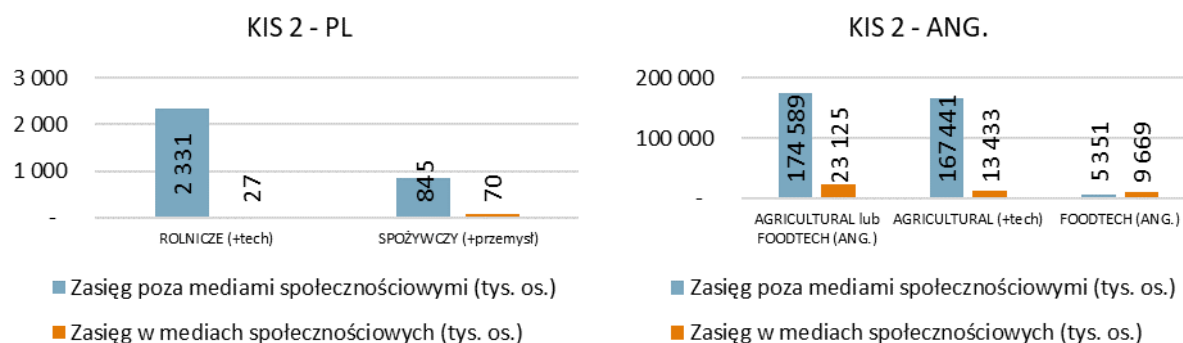 KIS 2 - PL
3 000
2 000
1 000
-
2 331
27
845
70
ROLNICZE (+tech)
SPOŻYWCZY (+przemysł)
Zasięg poza mediami społecznościowymi (tys. os.)
Zasięg w mediach społecznościowych (tys. os.)
KIS 2 - ANG.
200 000
100 000
-
174 589
23 125
167 441
13 433
5 351
9 669
AGRICULTURAL lub
FOODTECH (ANG.)
AGRICULTURAL (+tech)
FOODTECH (ANG.)
Zasięg poza mediami społecznościowymi (tys. os.)
Zasięg w mediach społecznościowych (tys. os.)